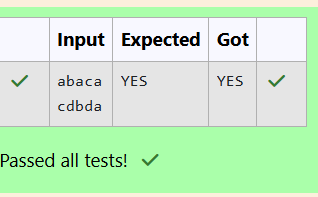 Input Expected Got
abaca YES YES
cdbda
Passed all tests!